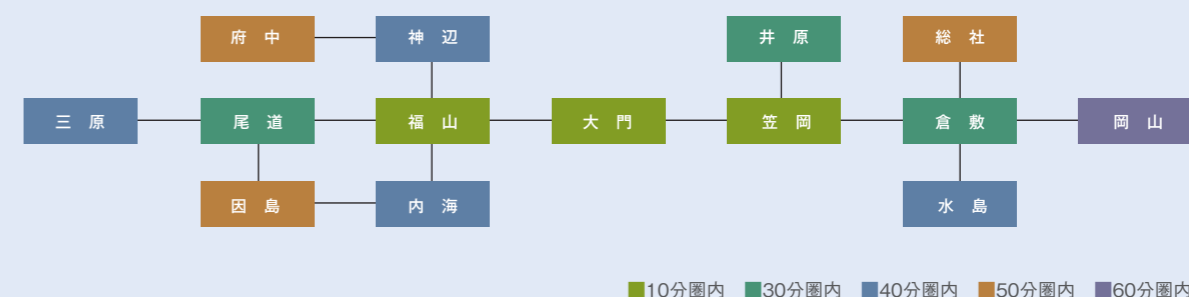 府中
神辺
井原
総社
三原
尾道
福山
大門
笠岡
倉敷
岡山
因島
内海
水島
10分圏内
30分圏内
40分圏内
50分圏内
60分圏内